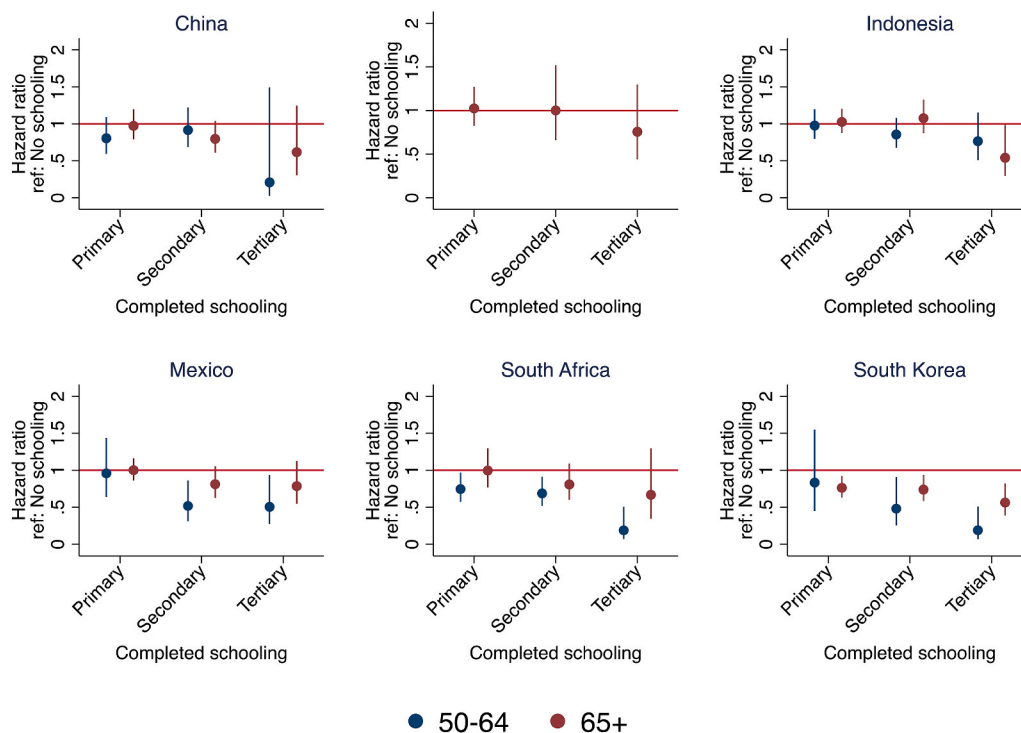 China
Hazard ratio
ref: No schooling
0 .5 1 1.5 2
Primary
Secondary
Tertiary
Completed schooling
Hazard ratio
ref: No schooling
0 .5 1 1.5 2
Primary
Secondary
Tertiary
Completed schooling
Indonesia
Hazard ratio
ref: No schooling
0 .5 1 1.5 2
Primary
Secondary
Tertiary
Completed schooling
Mexico
Hazard ratio
ref: No schooling
0 .5 1 1.5 2
Primary
Secondary
Tertiary
Completed schooling
South Africa
Hazard ratio
ref: No schooling
0 .5 1 1.5 2
Primary
Secondary
Tertiary
Completed schooling
South Korea
Hazard ratio
ref: No schooling
0 .5 1 1.5 2
Primary
Secondary
Tertiary
Completed schooling
50-64 65+